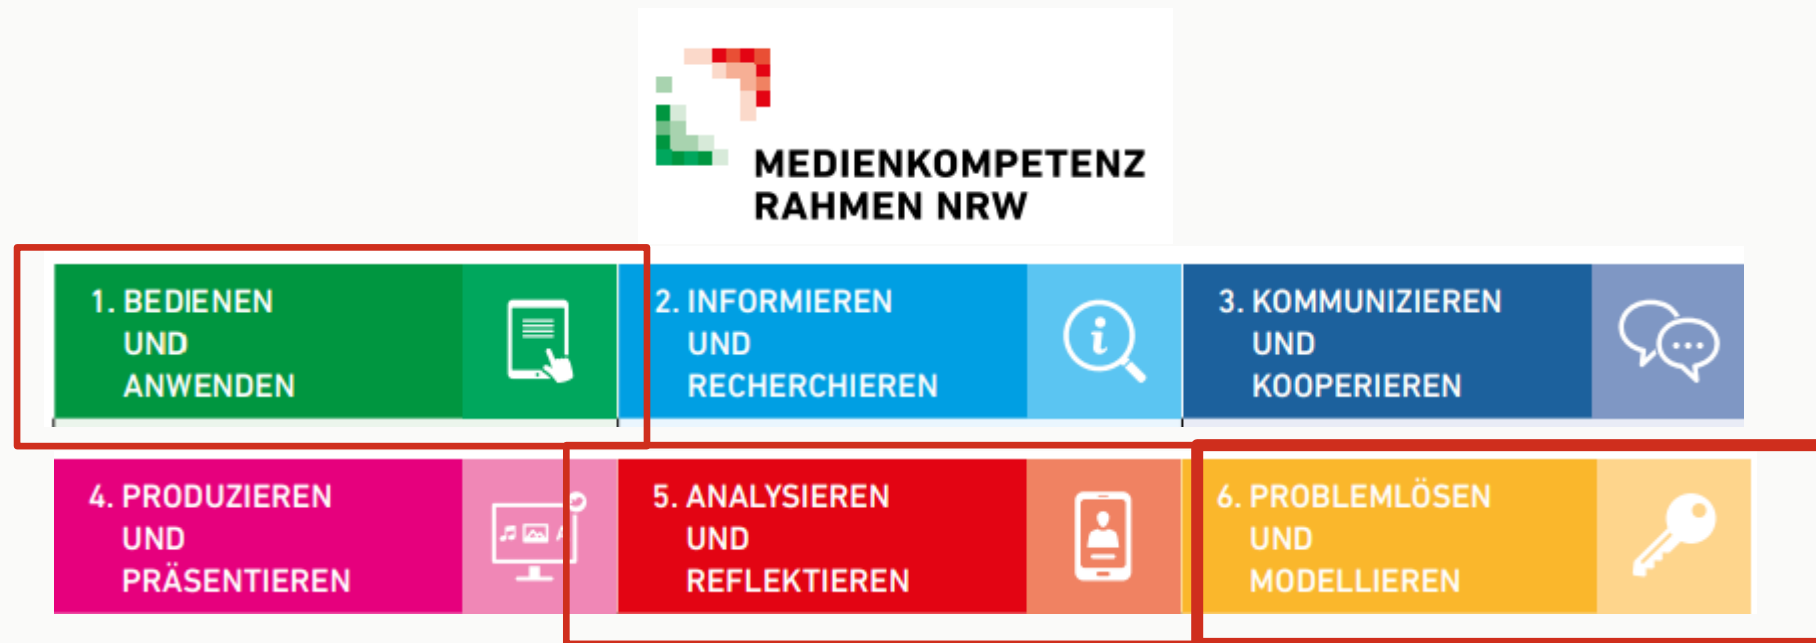 MEDIENKOMPETENZ
RAHMEN NRW
1. BEDIENEN
UND
ANWENDEN
2. INFORMIEREN
UND
RECHERCHIEREN
3. KOMMUNIZIEREN
UND
KOOPERIEREN
4. PRODUZIEREN
UND
PRÄSENTIEREN
5. ANALYSIEREN
UND
REFLEKTIEREN
6. PROBLEMLÖSEN
UND
MODELLIEREN